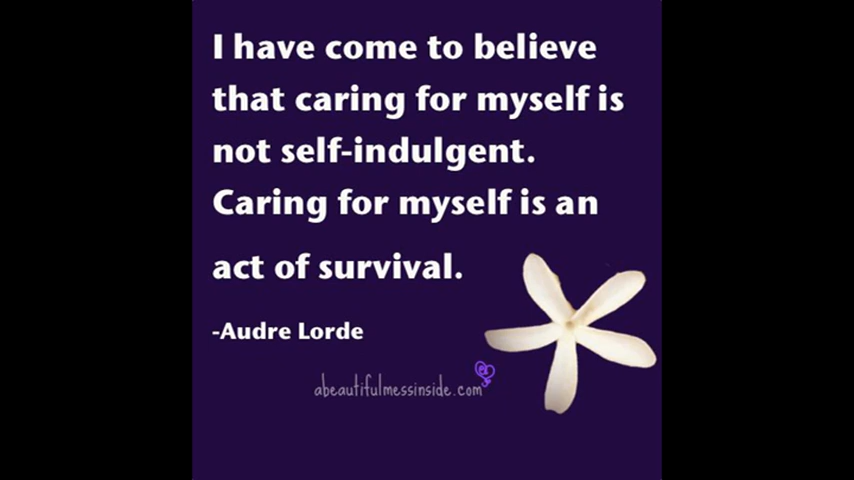 I have come to believe
that caring for myself is
not self-indulgent.
Caring for myself is an
act of survival.
-Audre Lorde
abeautifulmessinside.com